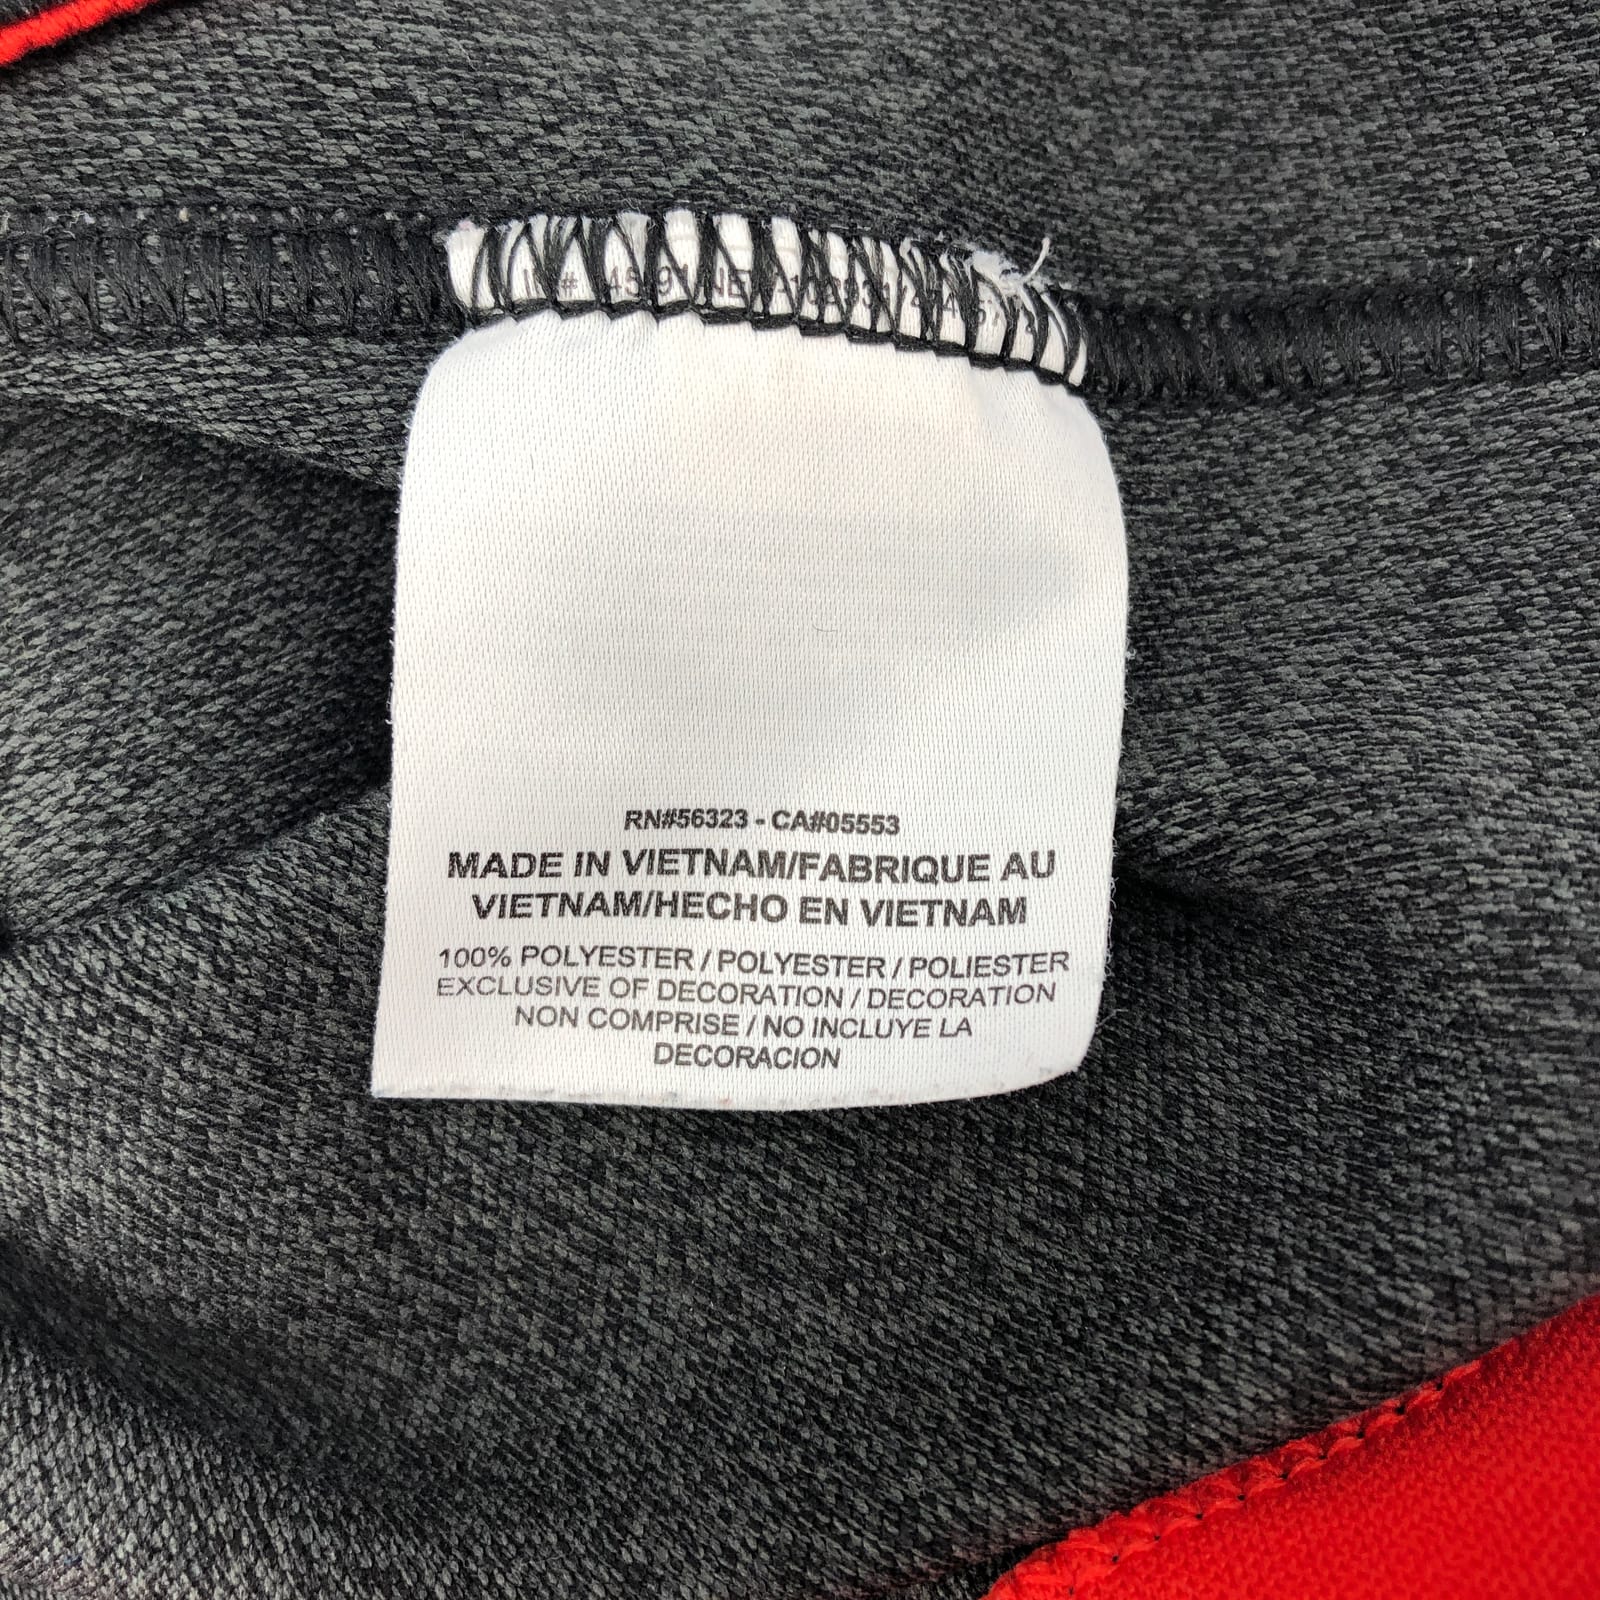 RN#56323 - CA#05553
MADE IN VIETNAM/FABRIQUE AU
VIETNAM/HECHO EN VIETNAM
100% POLYESTER / POLYESTER / POLIESTER
EXCLUSIVE OF DECORATION / DECORATION
NON COMPRISE / NO INCLUYE LA
DECORACION